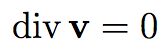 div v = 0